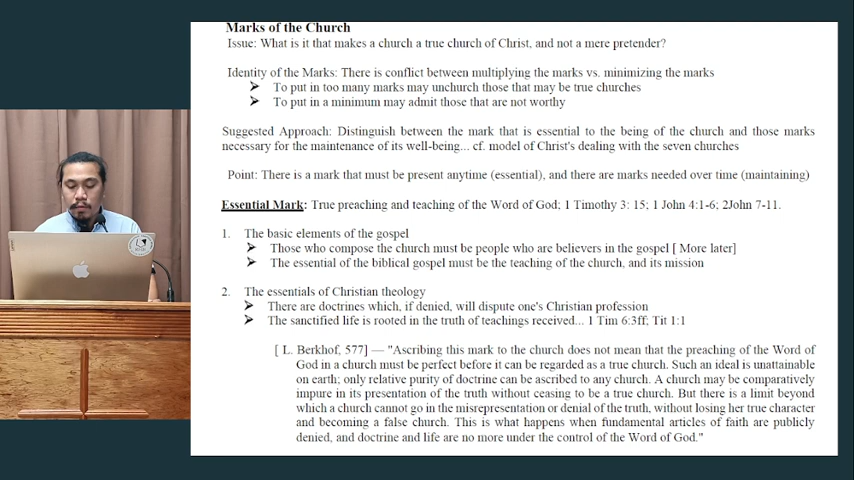 Marks of the Church
Issue: What is it that makes a church a true church of Christ, and not a mere pretender?
Identity of the Marks: There is conflict between multiplying the marks vs. minimizing the marks
➢ To put in too many marks may unchurch those that may be true churches
➢ To put in a minimum may admit those that are not worthy
Suggested Approach: Distinguish between the mark that is essential to the being of the church and those marks
necessary for the maintenance of its well-being... cf. model of Christ's dealing with the seven churches
Point: There is a mark that must be present anytime (essential), and there are marks needed over time (maintaining)
Essential Mark: True preaching and teaching of the Word of God; 1 Timothy 3: 15; 1 John 4:1-6; 2John 7-11.
1. The basic elements of the gospel
➢ Those who compose the church must be people who are believers in the gospel [ More later]
➢ The essential of the biblical gospel must be the teaching of the church, and its mission
2. The essentials of Christian theology
➢ There are doctrines which, if denied, will dispute one's Christian profession
➢ The sanctified life is rooted in the truth of teachings received... 1 Tim 6:3ff; Tit 1:1
[ L. Berkhof, 577] — "Ascribing this mark to the church does not mean that the preaching of the Word of
God in a church must be perfect before it can be regarded as a true church. Such an ideal is unattainable
on earth; only relative purity of doctrine can be ascribed to any church. A church may be comparatively
impure in its presentation of the truth without ceasing to be a true church. But there is a limit beyond
which a church cannot go in the misrepresentation or denial of the truth, without losing her true character
and becoming a false church. This is what happens when fundamental articles of faith are publicly
denied, and doctrine and life are no more under the control of the Word of God."